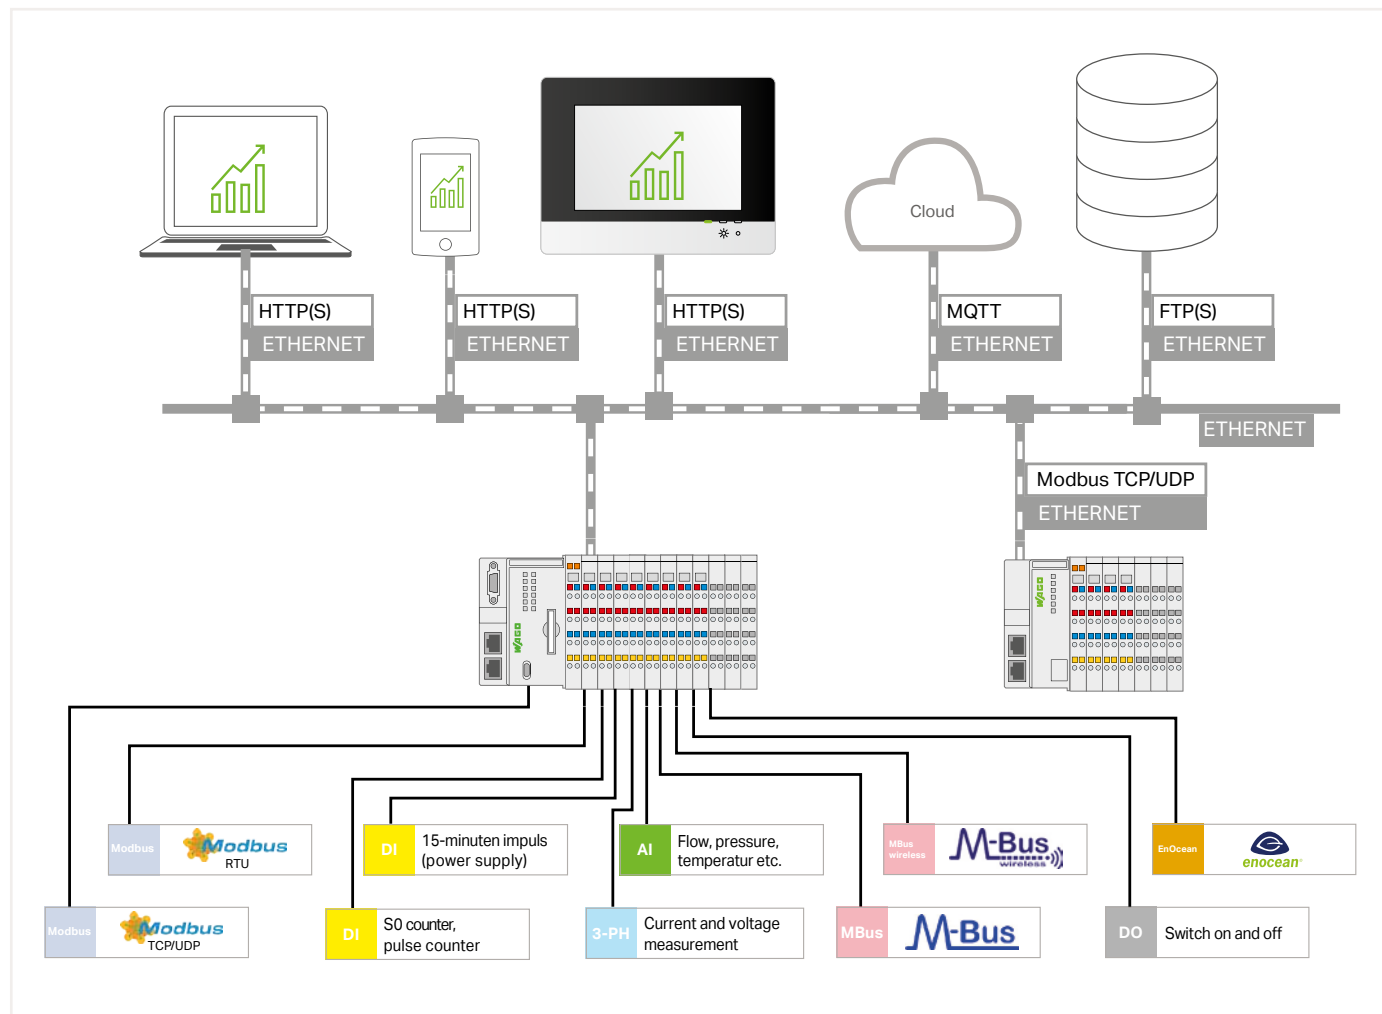 Cloud
HTTP(S)
ETHERNET
HTTP(S)
ETHERNET
HTTP(S)
ETHERNET
MQTT
ETHERNET
FTP(S)
ETHERNET
ETHERNET
Modbus TCP/UDP
ETHERNET
WAGO
WAGO
Modbus
Modbus
RTU
DI
15-minuten impuls
(power supply)
AI
Flow, pressure,
temperatur etc.
MBus
wireless
M-Bus
wireless
EnOcean
enocean®
Modbus
Modbus
TCP/UDP
DI
S0 counter,
pulse counter
3-PH
Current and voltage
measurement
MBus
M-Bus
DO
Switch on and off